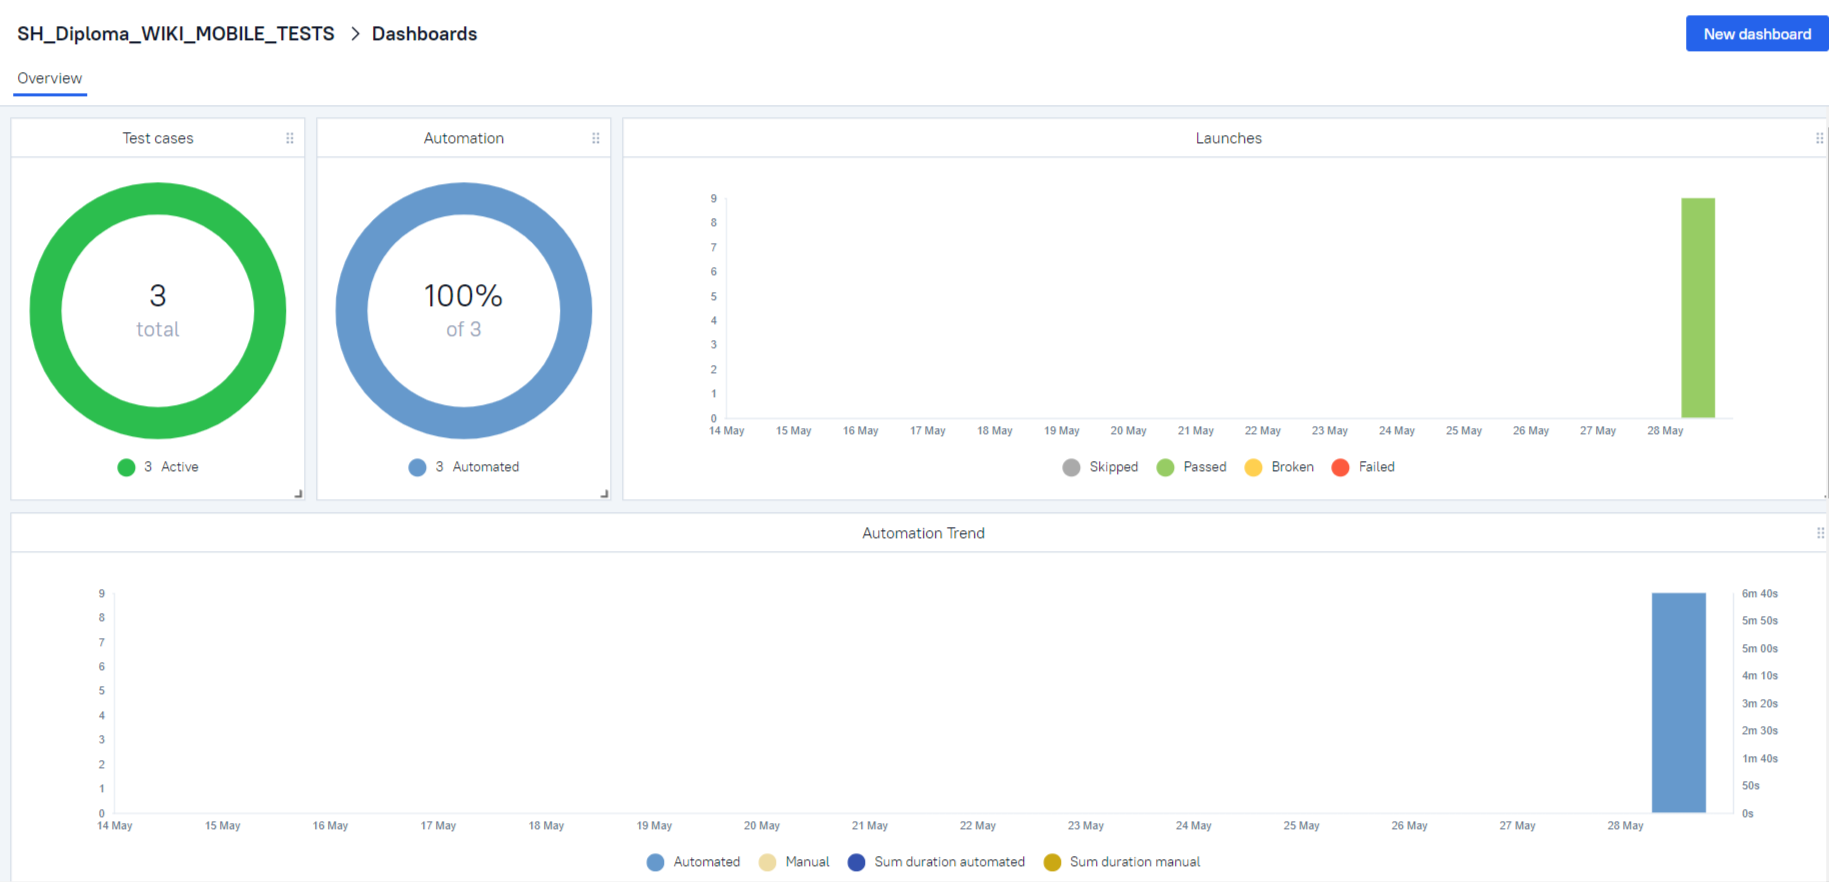 SH_Diploma_WIKI_MOBILE_TESTS > Dashboards
New dashboard
Overview
Test cases
3
total
3 Active
Automation
100%
of 3
3 Automated
Launches
9
8
7
6
5
4
3
2
1
0
14 May 15 May 16 May 17 May 18 May 19 May 20 May 21 May 22 May 23 May 24 May 25 May 26 May 27 May 28 May
Skipped Passed Broken Failed
Automation Trend
9
8
7
6
5
4
3
2
1
0
6m 40s
5m 50s
5m 00s
4m 10s
3m 20s
2m 30s
1m 40s
50s
0s
14 May 15 May 16 May 17 May 18 May 19 May 20 May 21 May 22 May 23 May 24 May 25 May 26 May 27 May 28 May
Automated Manual Sum duration automated Sum duration manual